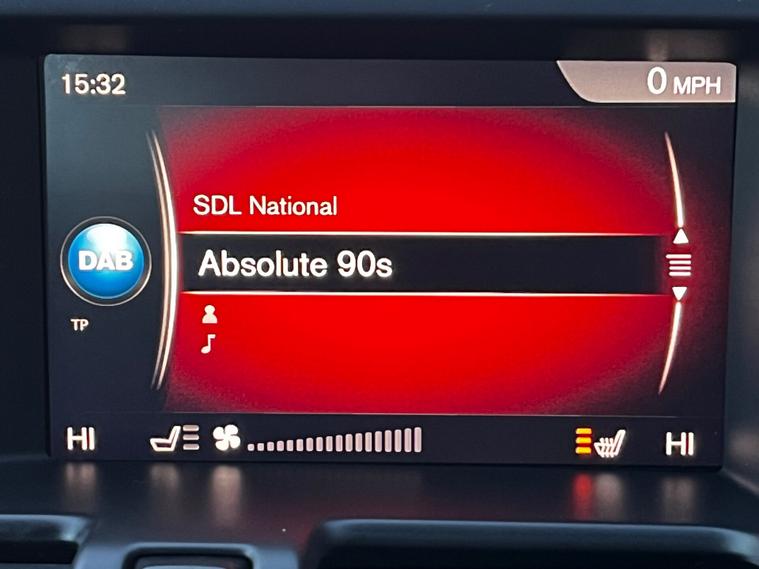 15:32
0 MPH
SDL National
DAB
Absolute 90s
TP
HI
HI